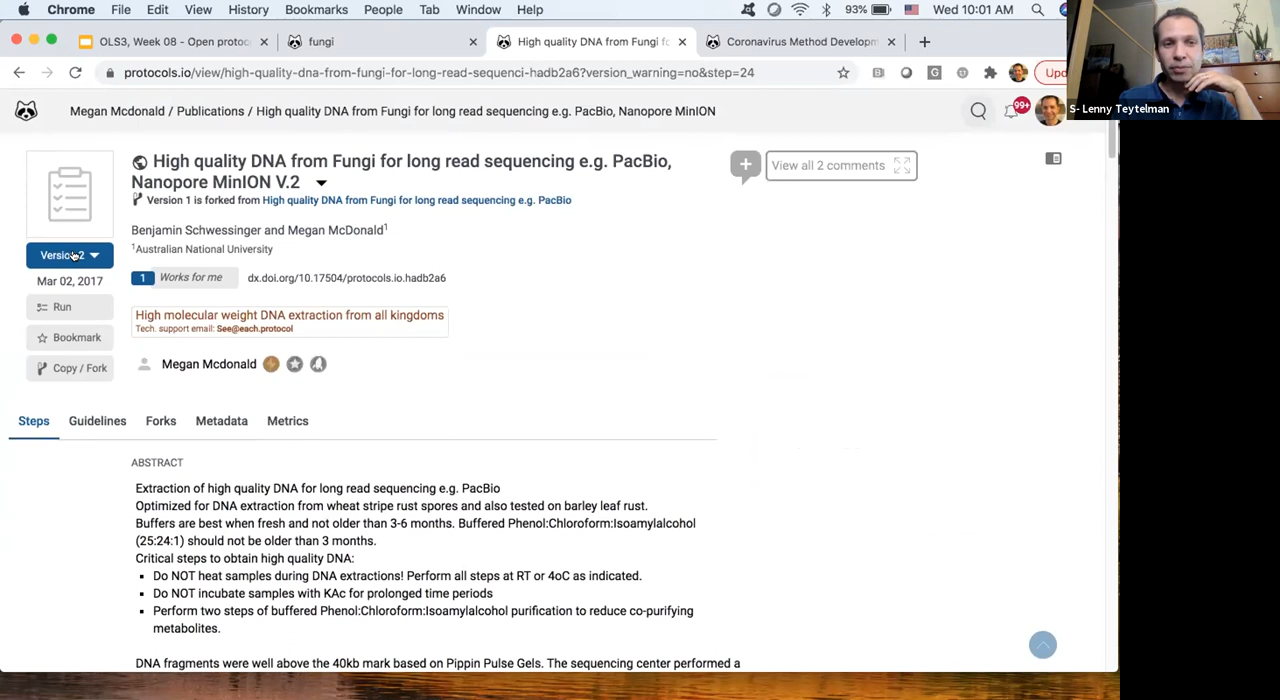 Chrome File Edit View History Bookmarks People Tab Window Help 93% Wed 10:01 AM
OLS3, Week 08 - Open protoc × fungi × High quality DNA from Fungi fo × Coronavirus Method Developm × +
protocols.io/view/high-quality-dna-from-fungi-for-long-read-sequenci-hadb2a6?version_warning=no&step=24
S- Lenny Teytelman
Megan Mcdonald / Publications / High quality DNA from Fungi for long read sequencing e.g. PacBio, Nanopore MinION 99+
High quality DNA from Fungi for long read sequencing e.g. PacBio,
Nanopore MinION V.2
View all 2 comments
Version 1 is forked from High quality DNA from Fungi for long read sequencing e.g. PacBio
Benjamin Schwessinger and Megan McDonald1
1Australian National University
1 Works for me dx.doi.org/10.17504/protocols.io.hadb2a6
Mar 02, 2017
Run
Bookmark
Copy / Fork
High molecular weight DNA extraction from all kingdoms
Tech. support email: See@each.protocol
Megan Mcdonald
Steps Guidelines Forks Metadata Metrics
ABSTRACT
Extraction of high quality DNA for long read sequencing e.g. PacBio
Optimized for DNA extraction from wheat stripe rust spores and also tested on barley leaf rust.
Buffers are best when fresh and not older than 3-6 months. Buffered Phenol:Chloroform:Isoamylalcohol
(25:24:1) should not be older than 3 months.
Critical steps to obtain high quality DNA:
▪ Do NOT heat samples during DNA extractions! Perform all steps at RT or 4oC as indicated.
▪ Do NOT incubate samples with KAc for prolonged time periods
▪ Perform two steps of buffered Phenol:Chloroform:Isoamylalcohol purification to reduce co-purifying
metabolites.
DNA fragments were well above the 40kb mark based on Pippin Pulse Gels. The sequencing center performed a